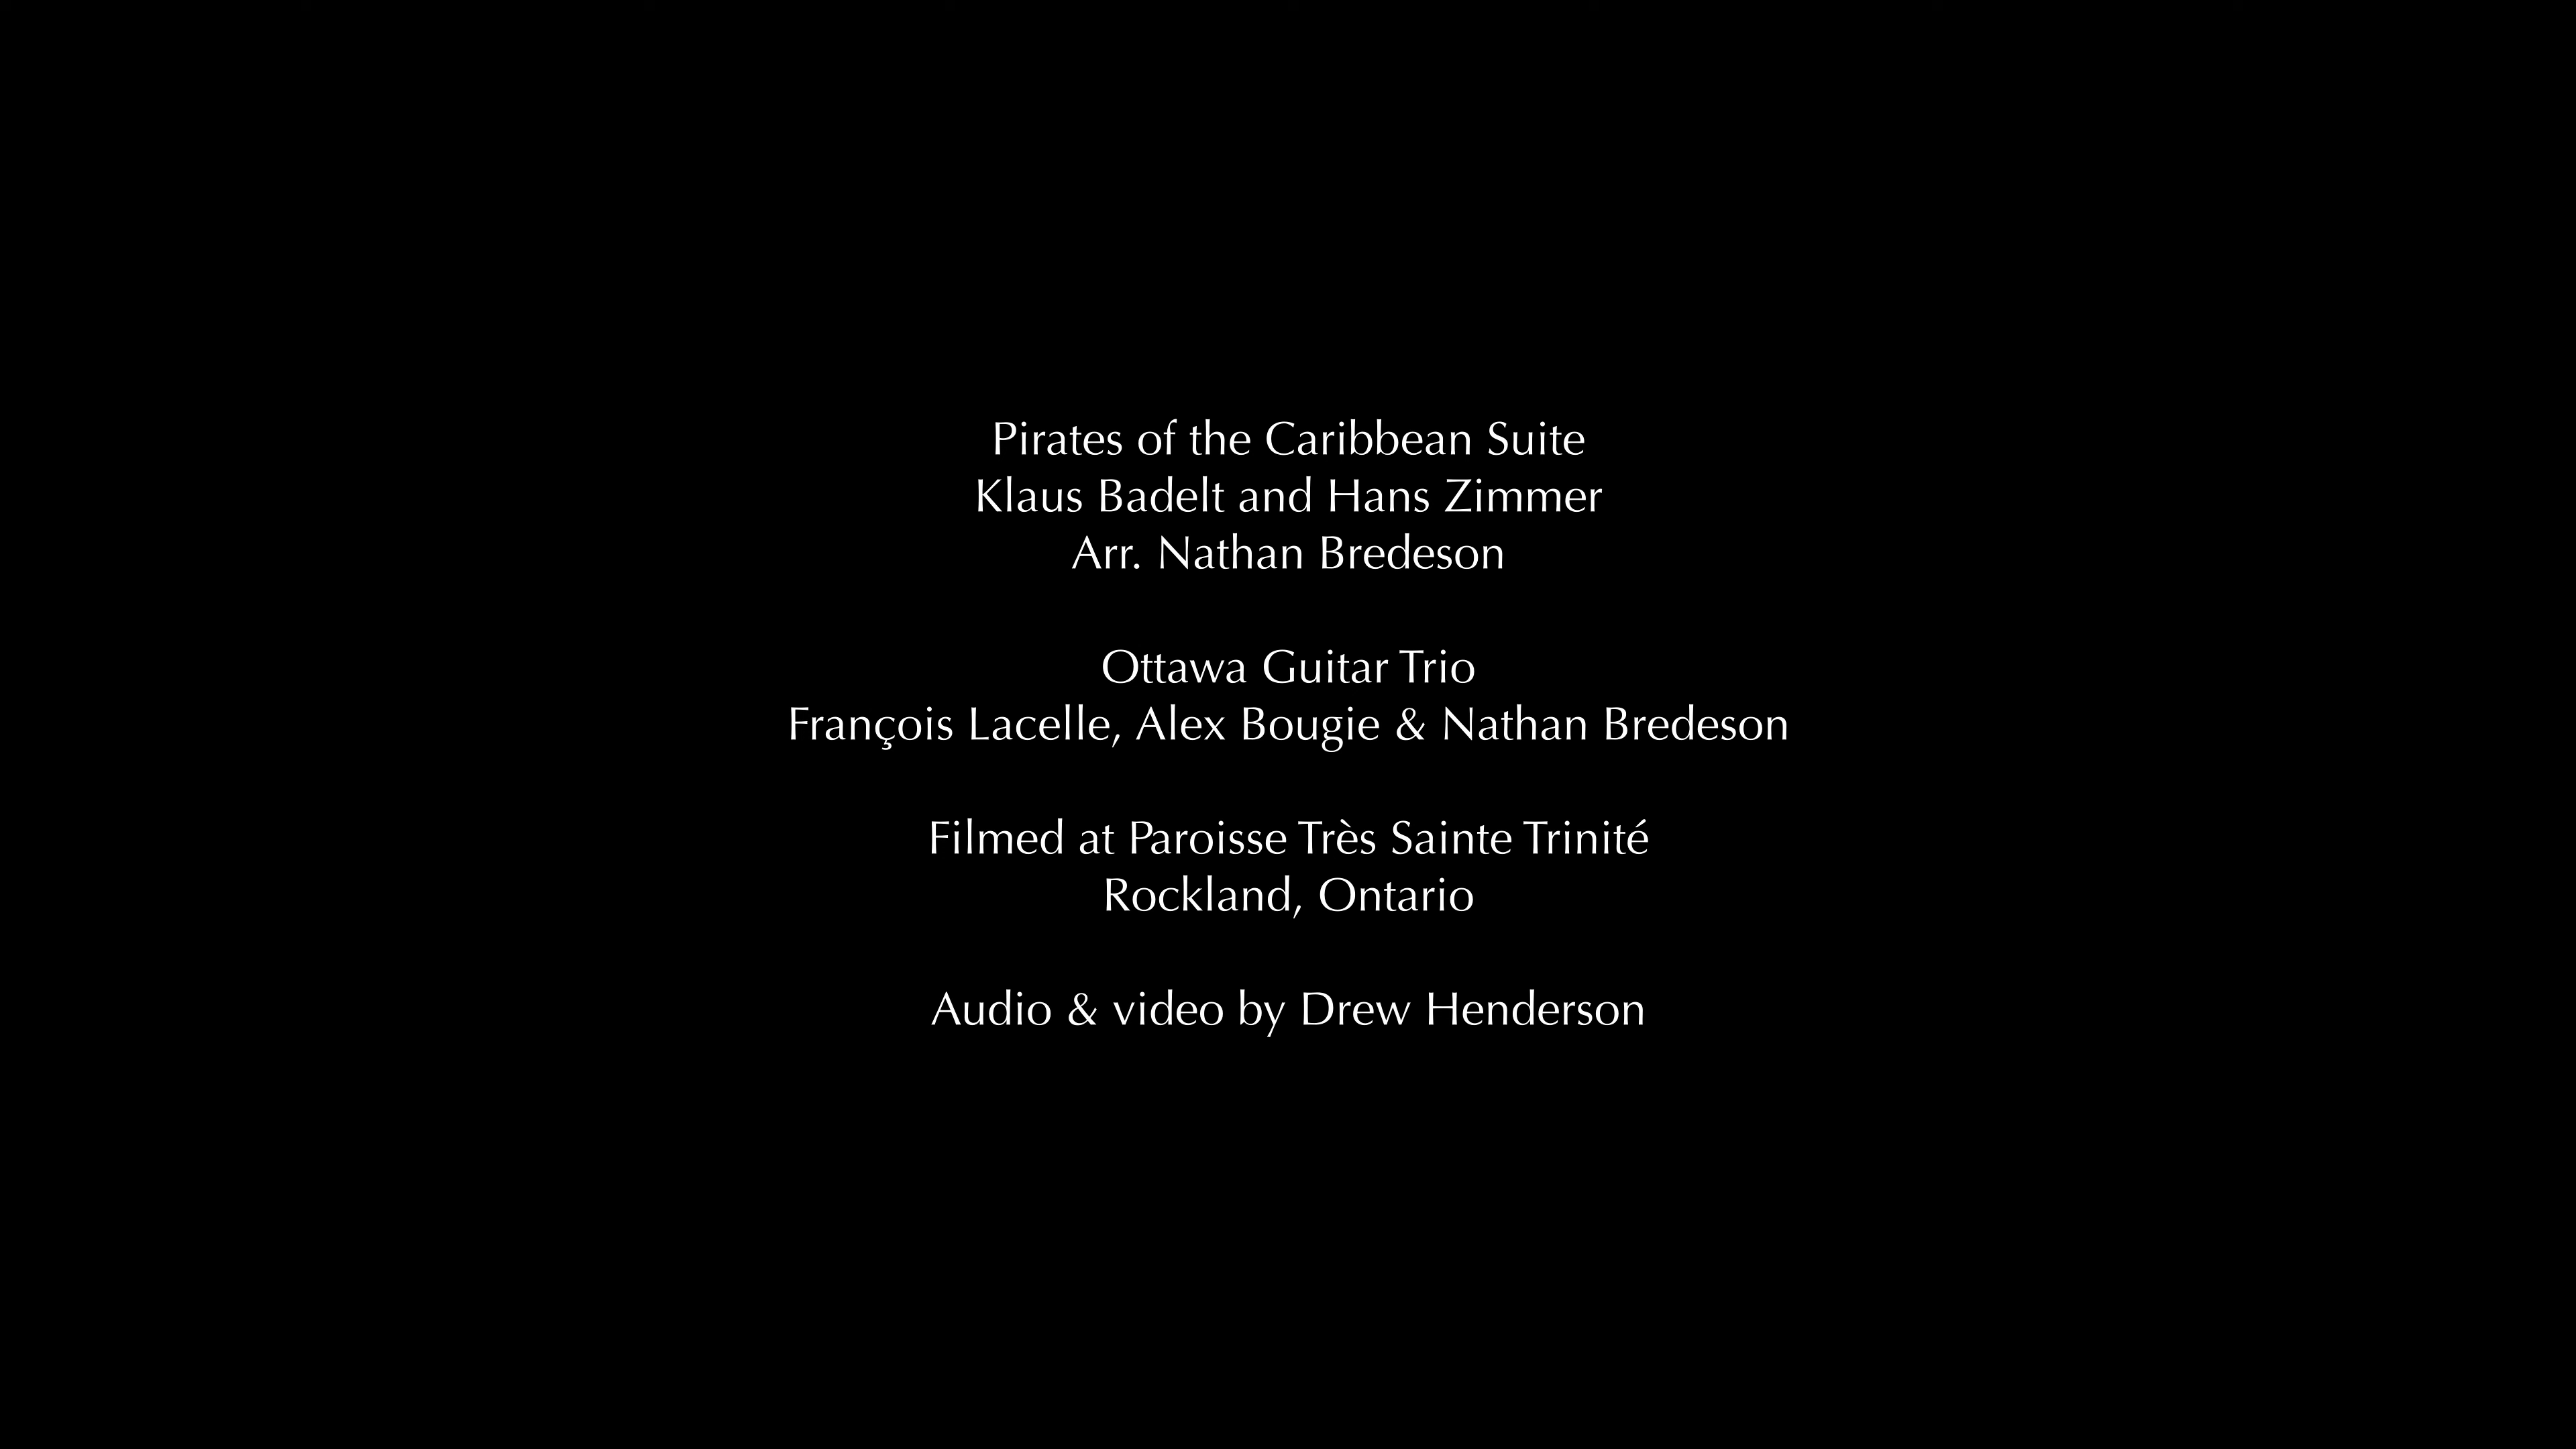 Pirates of the Caribbean Suite
Klaus Badelt and Hans Zimmer
Arr. Nathan Bredeson
Ottawa Guitar Trio
François Lacelle, Alex Bougie & Nathan Bredeson
Filmed at Paroisse Très Sainte Trinité
Rockland, Ontario
Audio & video by Drew Henderson